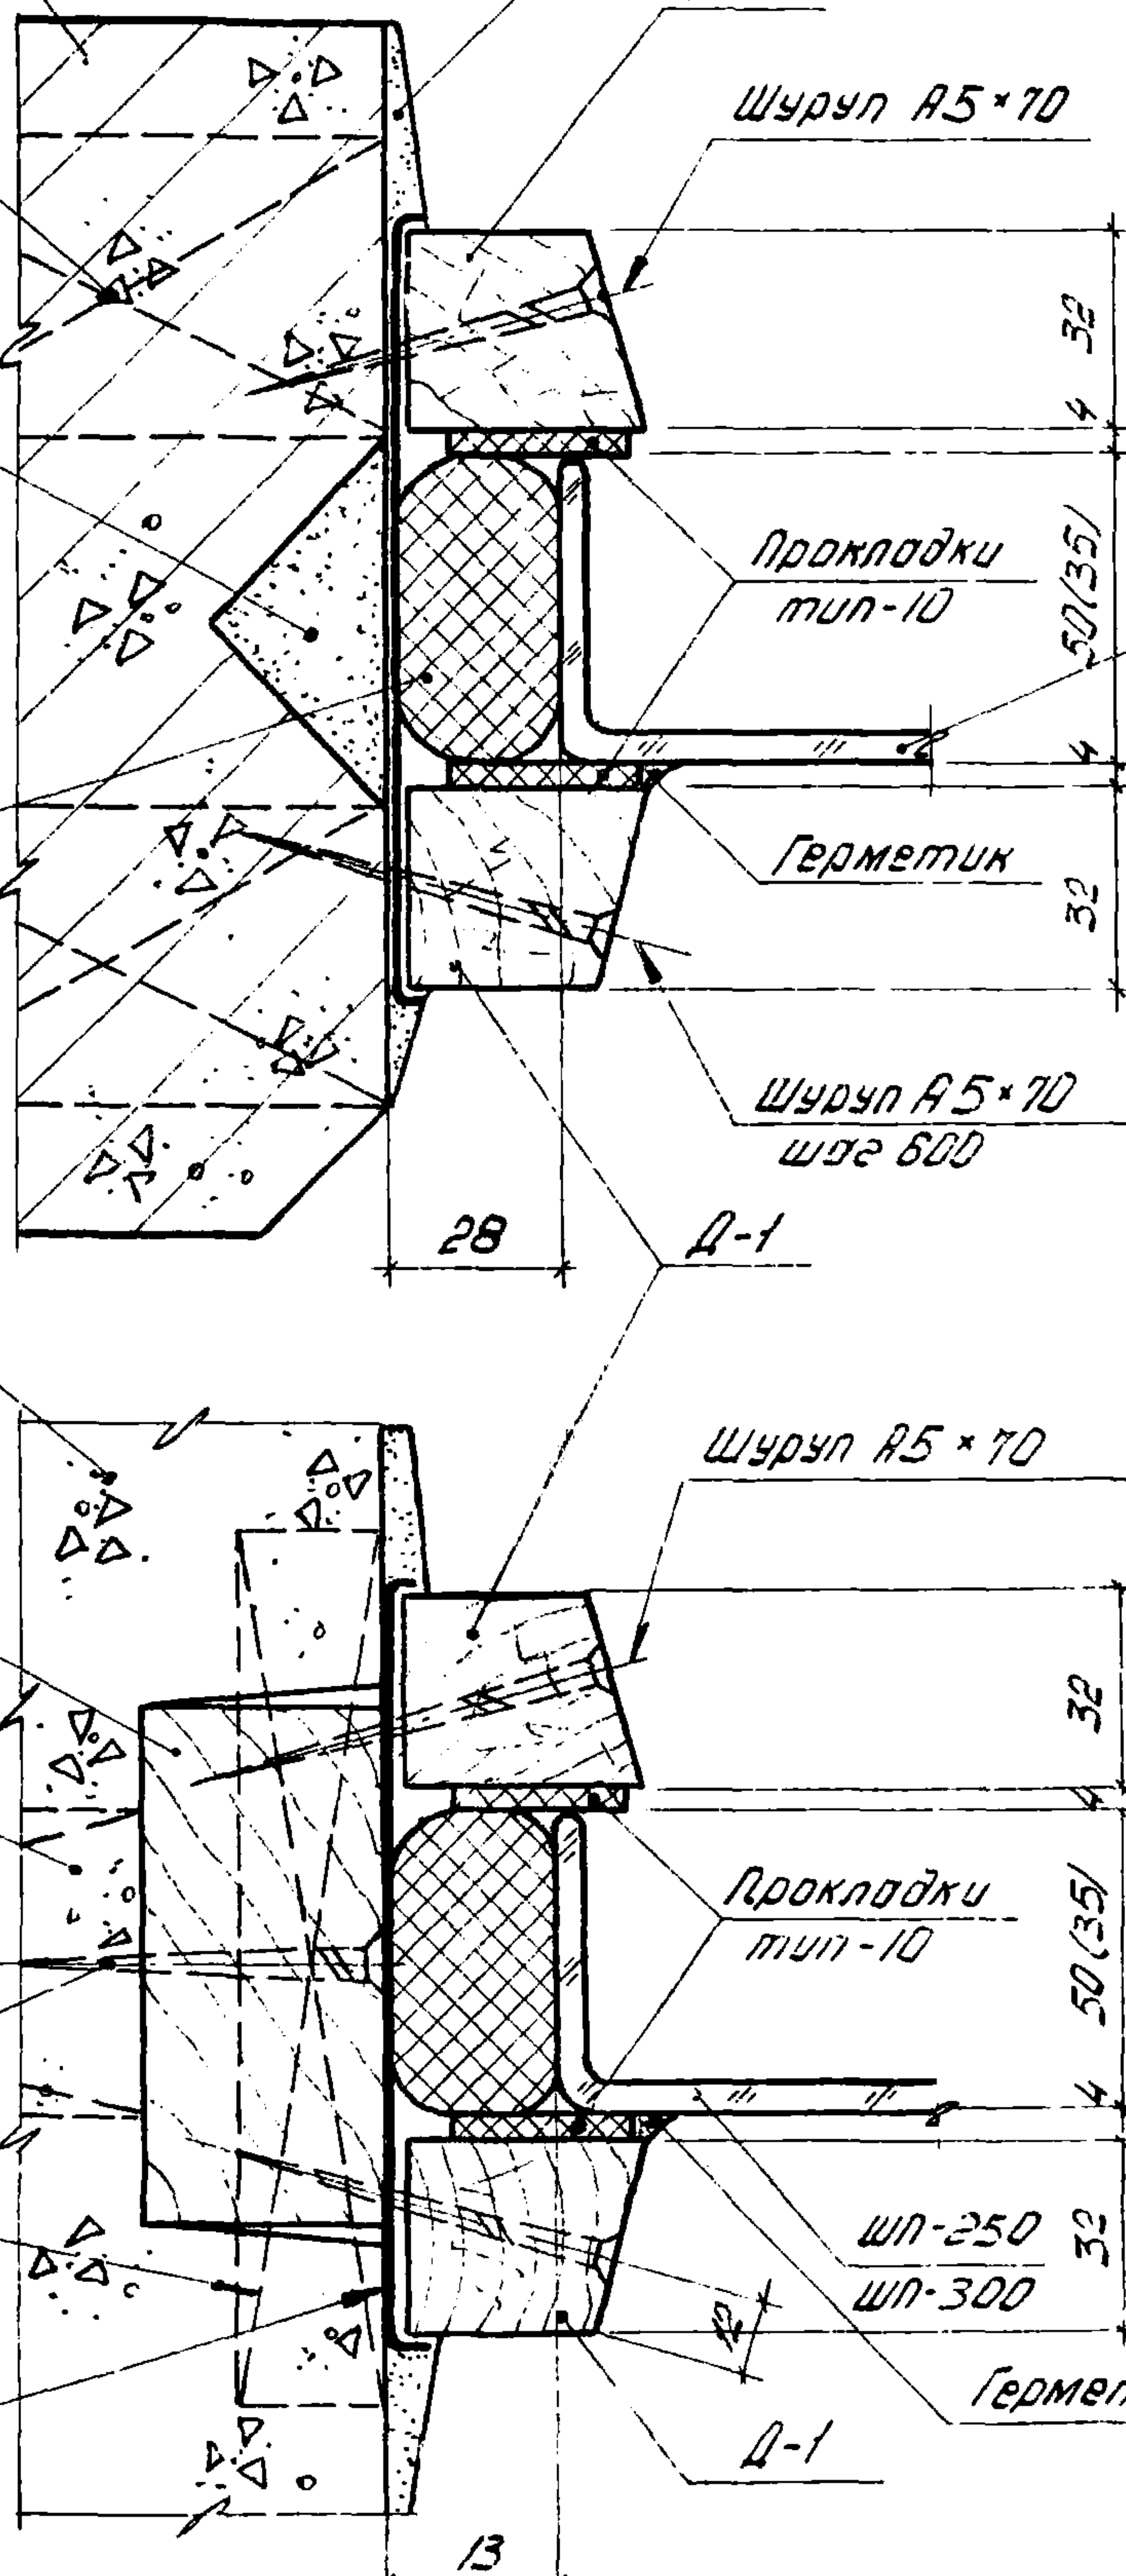 Шуруп А5×70
32
4
Прокладки
тип-10
50(35)
4
Герметик
32
Шуруп А5×70
шаг 600
28
Д-1
Шуруп А5×70
32
4
Прокладки
тип-10
50(35)
4
шп-250
шп-300
32
12
Гермет
Д-1
13